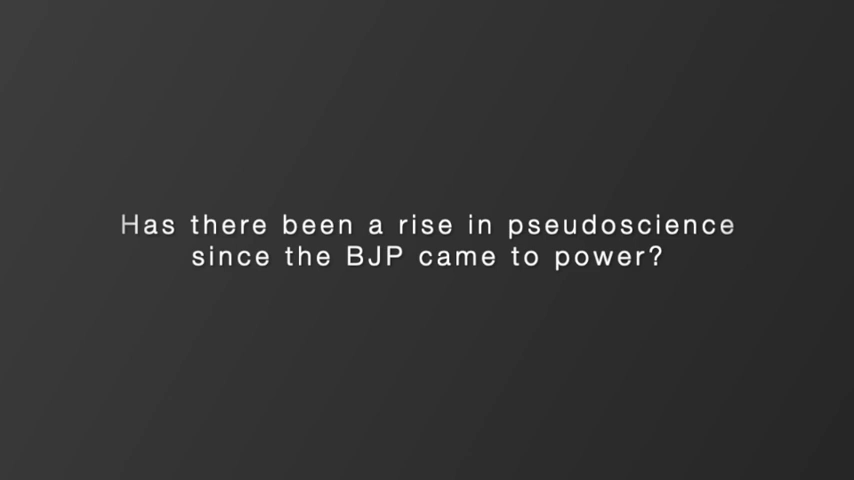 Has there been a rise in pseudoscience
since the BJP came to power?